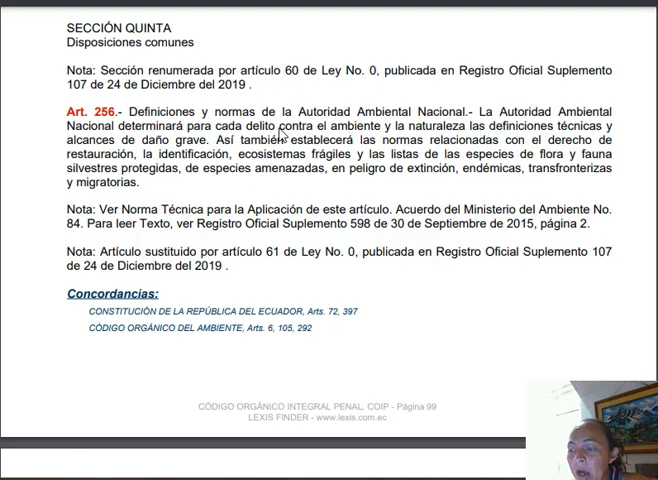 SECCIÓN QUINTA
Disposiciones comunes
Nota: Sección renumerada por artículo 60 de Ley No. 0, publicada en Registro Oficial Suplemento
107 de 24 de Diciembre del 2019 .
Art. 256.- Definiciones y normas de la Autoridad Ambiental Nacional.- La Autoridad Ambiental
Nacional determinará para cada delito contra el ambiente y la naturaleza las definiciones técnicas y
alcances de daño grave. Así también establecerá las normas relacionadas con el derecho de
restauración, la identificación, ecosistemas frágiles y las listas de las especies de flora y fauna
silvestres protegidas, de especies amenazadas, en peligro de extinción, endémicas, transfronterizas
y migratorias.
Nota: Ver Norma Técnica para la Aplicación de este artículo. Acuerdo del Ministerio del Ambiente No.
84. Para leer Texto, ver Registro Oficial Suplemento 598 de 30 de Septiembre de 2015, página 2.
Nota: Artículo sustituido por artículo 61 de Ley No. 0, publicada en Registro Oficial Suplemento 107
de 24 de Diciembre del 2019 .
Concordancias:
CONSTITUCIÓN DE LA REPÚBLICA DEL ECUADOR, Arts. 72, 397
CÓDIGO ORGÁNICO DEL AMBIENTE, Arts. 6, 105, 292
CÓDIGO ORGÁNICO INTEGRAL PENAL. COIP - Página 99
LEXIS FINDER - www.lexis.com.ec